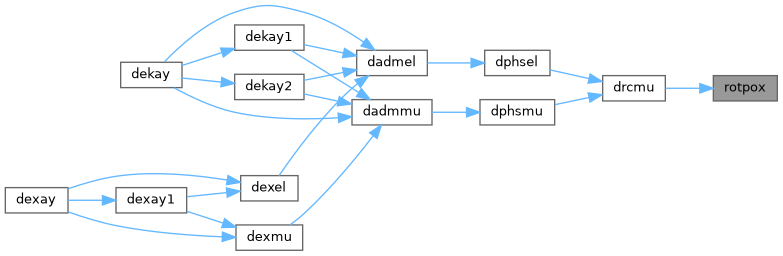 dekay1
dadmel
dphsel
dekay
dekay2
drcmu
rotpox
dadmmu
dphsmu
dexel
dexay
dexay1
dexmu